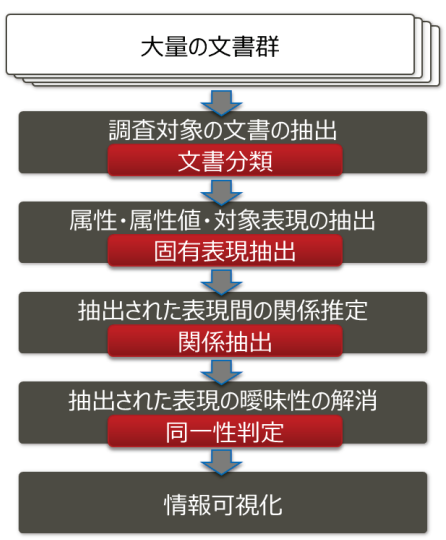 大量の文書群
調査対象の文書の抽出
文書分類
属性・属性値・対象表現の抽出
固有表現抽出
抽出された表現間の関係推定
関係抽出
抽出された表現の曖昧性の解消
同一性判定
情報可視化